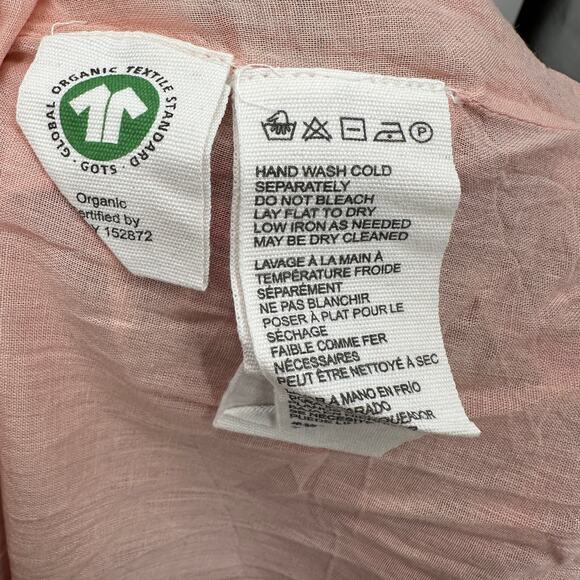 GLOBAL ORGANIC TEXTILE STANDARD
· GOTS ·
Organic
ertified by
152872
P
HAND WASH COLD
SEPARATELY
DO NOT BLEACH
LAY FLAT TO DRY
LOW IRON AS NEEDED
MAY BE DRY CLEANED
LAVAGE À LA MAIN À
TEMPÉRATURE FROIDE
SÉPARÉMENT
NE PAS BLANCHIR
POSER À PLAT POUR LE
SÉCHAGE
FAIBLE COMME FER
NÉCESSAIRES
PEUT ÊTRE NETTOYÉ À SEC
A MANO EN FRÍO